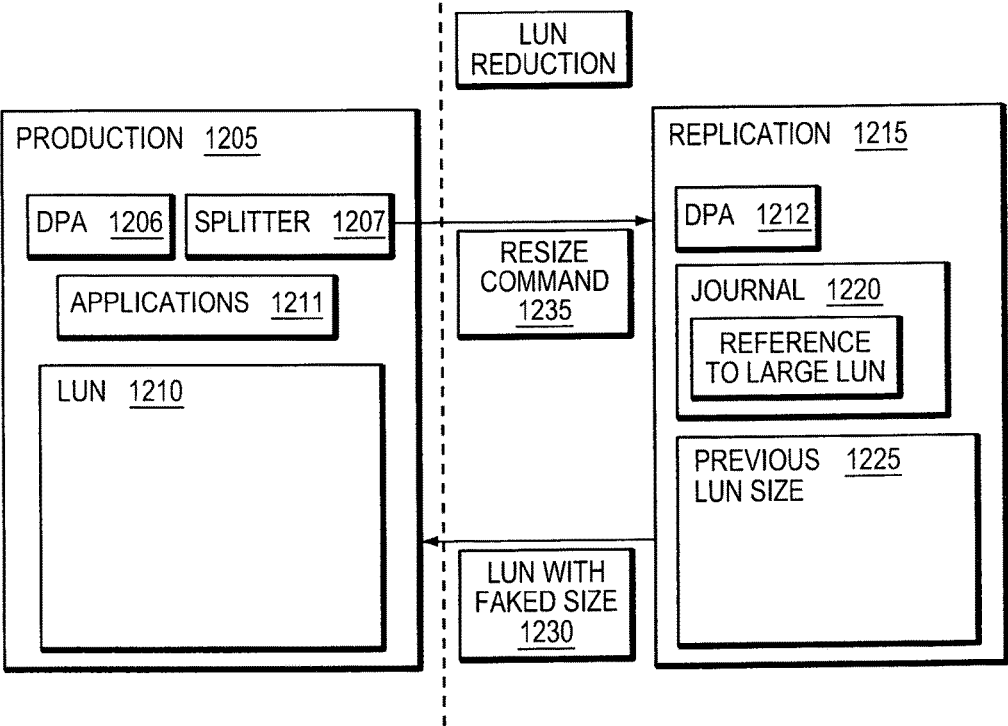 LUN
REDUCTION
PRODUCTION 1205
DPA 1206
SPLITTER 1207
APPLICATIONS 1211
LUN 1210
RESIZE
COMMAND
1235
LUN WITH
FAKED SIZE
1230
REPLICATION 1215
DPA 1212
JOURNAL 1220
REFERENCE
TO LARGE LUN
PREVIOUS 1225
LUN SIZE